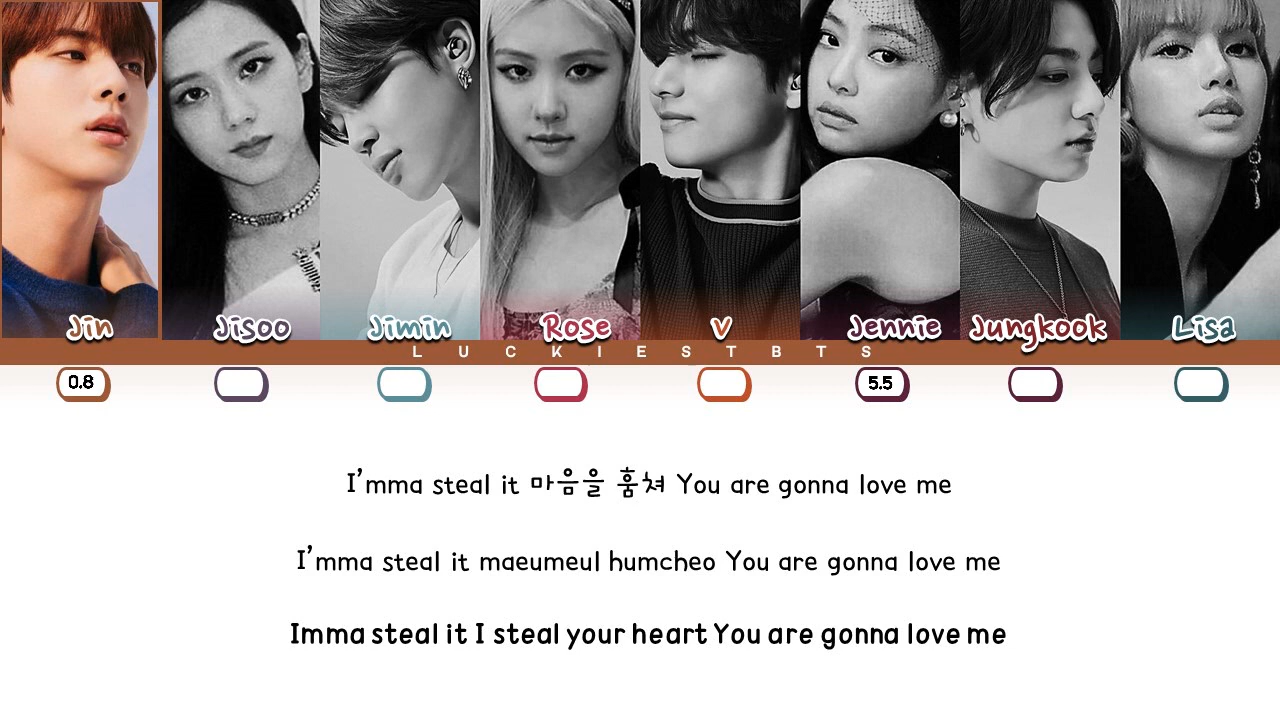 Jin Jisoo Jimin Rose V Jennie Jungkook Lisa
LUCKIESTBTS
0.8 5.5
I'mma steal it 마음을 훔쳐 You are gonna love me
I'mma steal it maeumeul humcheo You are gonna love me
Imma steal it I steal your heart You are gonna love me